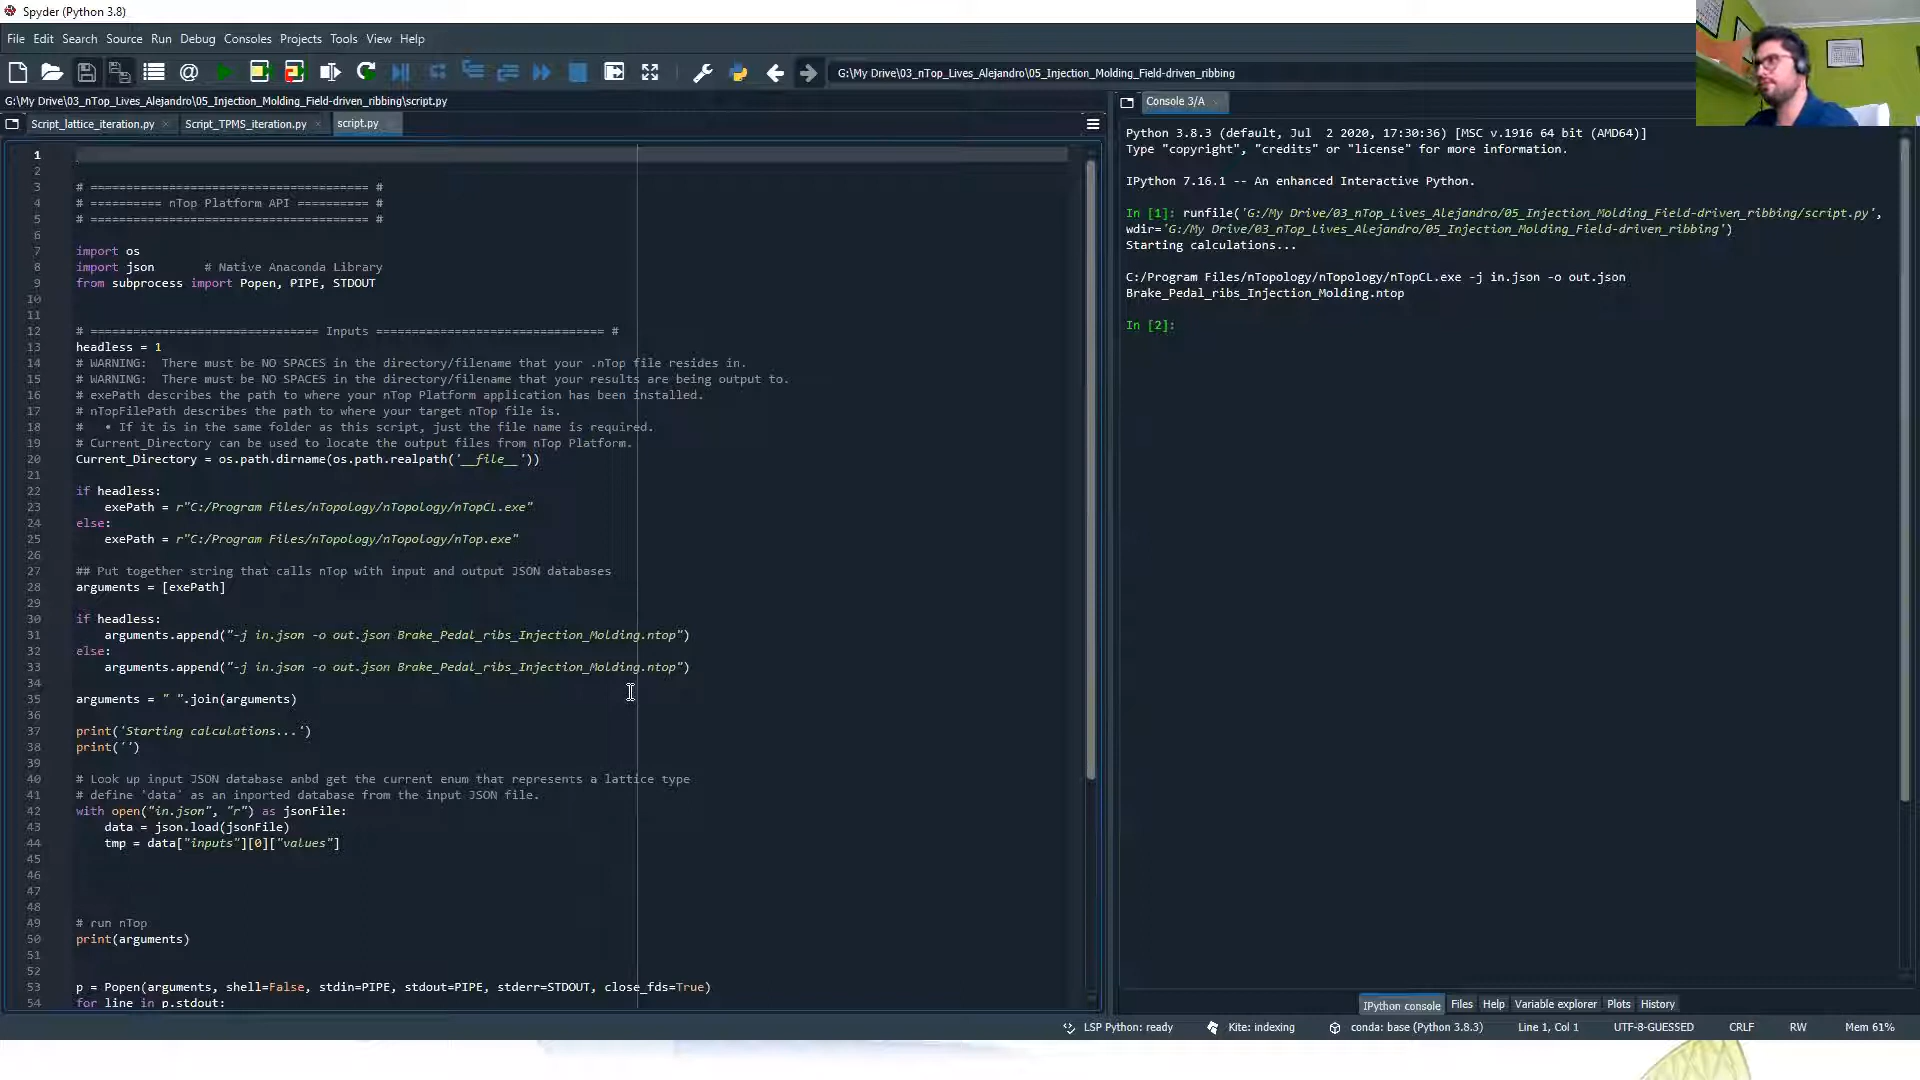 Spyder (Python 3.8)
File Edit Search Source Run Debug Consoles Projects Tools View Help
G:\My Drive\03_nTop_Lives_Alejandro\05_Injection_Molding_Field-driven_ribbing
G:\My Drive\03_nTop_Lives_Alejandro\05_Injection_Molding_Field-driven_ribbing\script.py
Script_lattice_iteration.py Script_TPMS_iteration.py script.py
1
2
3 # ======================================= #
4 # ========== nTop Platform API ========== #
5 # ======================================= #
6
7 import os
8 import json # Native Anaconda Library
9 from subprocess import Popen, PIPE, STDOUT
10
11
12 # ================================ Inputs ================================ #
13 headless = 1
14 # WARNING: There must be NO SPACES in the directory/filename that your .nTop file resides in.
15 # WARNING: There must be NO SPACES in the directory/filename that your results are being output to.
16 # exePath describes the path to where your nTop Platform application has been installed.
17 # nTopFilePath describes the path to where your target nTop file is.
18 # • If it is in the same folder as this script, just the file name is required.
19 # Current_Directory can be used to locate the output files from nTop Platform.
20 Current_Directory = os.path.dirname(os.path.realpath('__file__'))
21
22 if headless:
23 exePath = r"C:/Program Files/nTopology/nTopology/nTopCL.exe"
24 else:
25 exePath = r"C:/Program Files/nTopology/nTopology/nTop.exe"
26
27 ## Put together string that calls nTop with input and output JSON databases
28 arguments = [exePath]
29
30 if headless:
31 arguments.append("-j in.json -o out.json Brake_Pedal_ribs_Injection_Molding.ntop")
32 else:
33 arguments.append("-j in.json -o out.json Brake_Pedal_ribs_Injection_Molding.ntop")
34
35 arguments = " ".join(arguments)
36
37 print('Starting calculations...')
38 print('')
39
40 # Look up input JSON database anbd get the current enum that represents a lattice type
41 # define 'data' as an inported database from the input JSON file.
42 with open("in.json", "r") as jsonFile:
43 data = json.load(jsonFile)
44 tmp = data["inputs"][0]["values"]
45
46
47
48
49 # run nTop
50 print(arguments)
51
52
53 p = Popen(arguments, shell=False, stdin=PIPE, stdout=PIPE, stderr=STDOUT, close_fds=True)
54 for line in p.stdout:
Console 3/A
Python 3.8.3 (default, Jul 2 2020, 17:30:36) [MSC v.1916 64 bit (AMD64)]
Type "copyright", "credits" or "license" for more information.
IPython 7.16.1 -- An enhanced Interactive Python.
In [1]: runfile('G:/My Drive/03_nTop_Lives_Alejandro/05_Injection_Molding_Field-driven_ribbing/script.py',
wdir='G:/My Drive/03_nTop_Lives_Alejandro/05_Injection_Molding_Field-driven_ribbing')
Starting calculations...
C:/Program Files/nTopology/nTopology/nTopCL.exe -j in.json -o out.json
Brake_Pedal_ribs_Injection_Molding.ntop
In [2]:
IPython console Files Help Variable explorer Plots History
LSP Python: ready Kite: indexing conda: base (Python 3.8.3) Line 1, Col 1 UTF-8-GUESSED CRLF RW Mem 61%